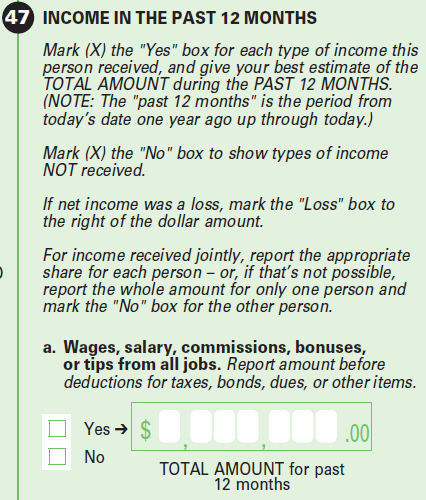 47 INCOME IN THE PAST 12 MONTHS
Mark (X) the "Yes" box for each type of income this
person received, and give your best estimate of the
TOTAL AMOUNT during the PAST 12 MONTHS.
(NOTE: The "past 12 months" is the period from
today's date one year ago up through today.)
Mark (X) the "No" box to show types of income
NOT received.
If net income was a loss, mark the "Loss" box to
the right of the dollar amount.
For income received jointly, report the appropriate
share for each person – or, if that's not possible,
report the whole amount for only one person and
mark the "No" box for the other person.
a. Wages, salary, commissions, bonuses,
or tips from all jobs. Report amount before
deductions for taxes, bonds, dues, or other items.
Yes ➔ $ , , .00
No
TOTAL AMOUNT for past
12 months